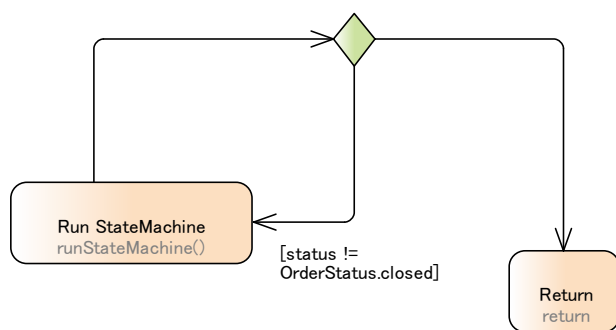 Run StateMachine
runStateMachine()
[status !=
OrderStatus.closed]
Return
return